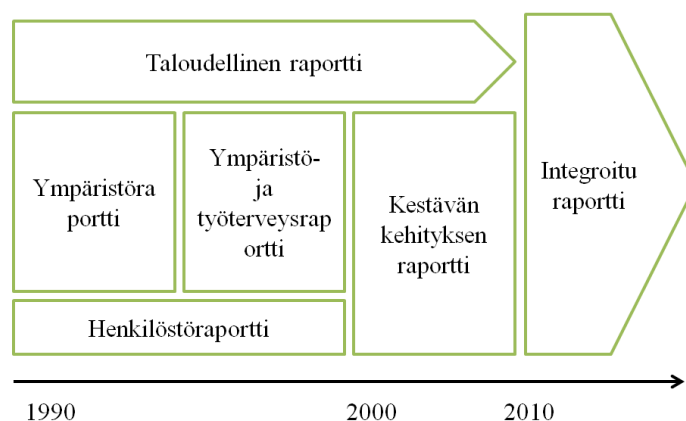 Taloudellinen raportti
Ympäristöra
portti
Ympäristö-
ja
työterveysrap
ortti
Kestävän
kehityksen
raportti
Integroitu
raportti
Henkilöstöraportti
1990
2000
2010